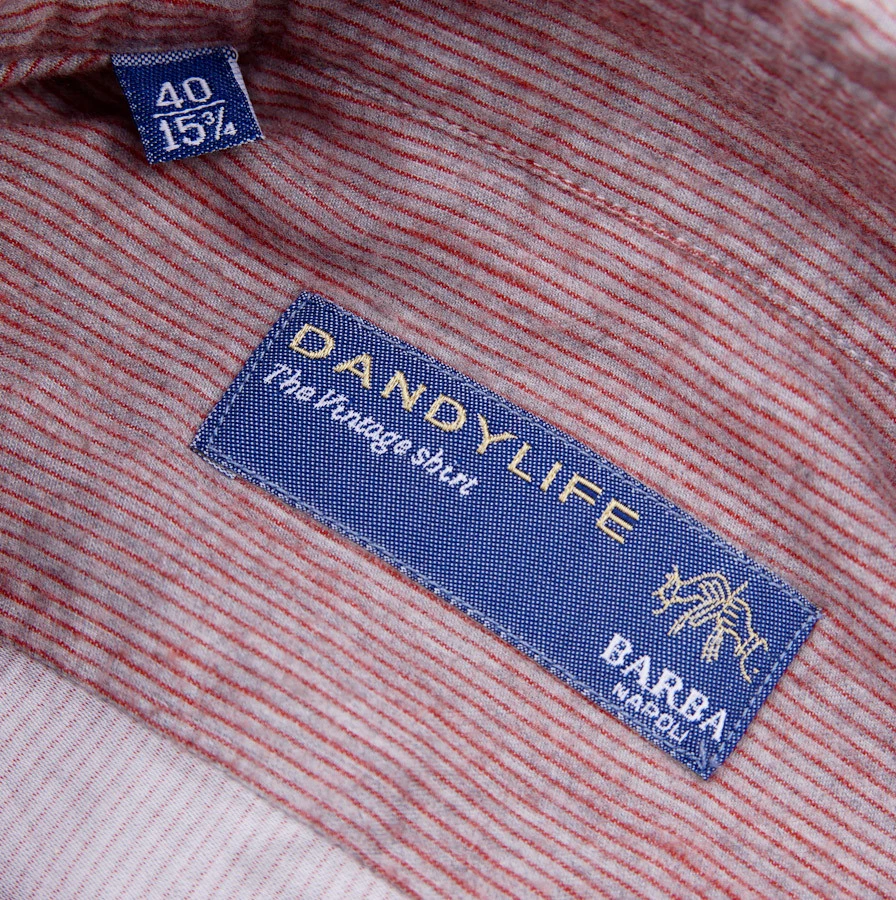 40
15¾
DANDYLIFE
The Vintage shirt
BARBA
NAPOLI